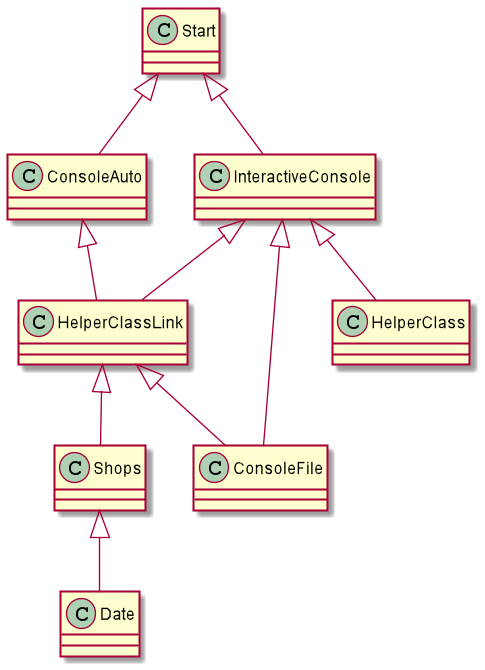 C Start
C ConsoleAuto
C InteractiveConsole
C HelperClassLink
C HelperClass
C Shops
C ConsoleFile
C Date